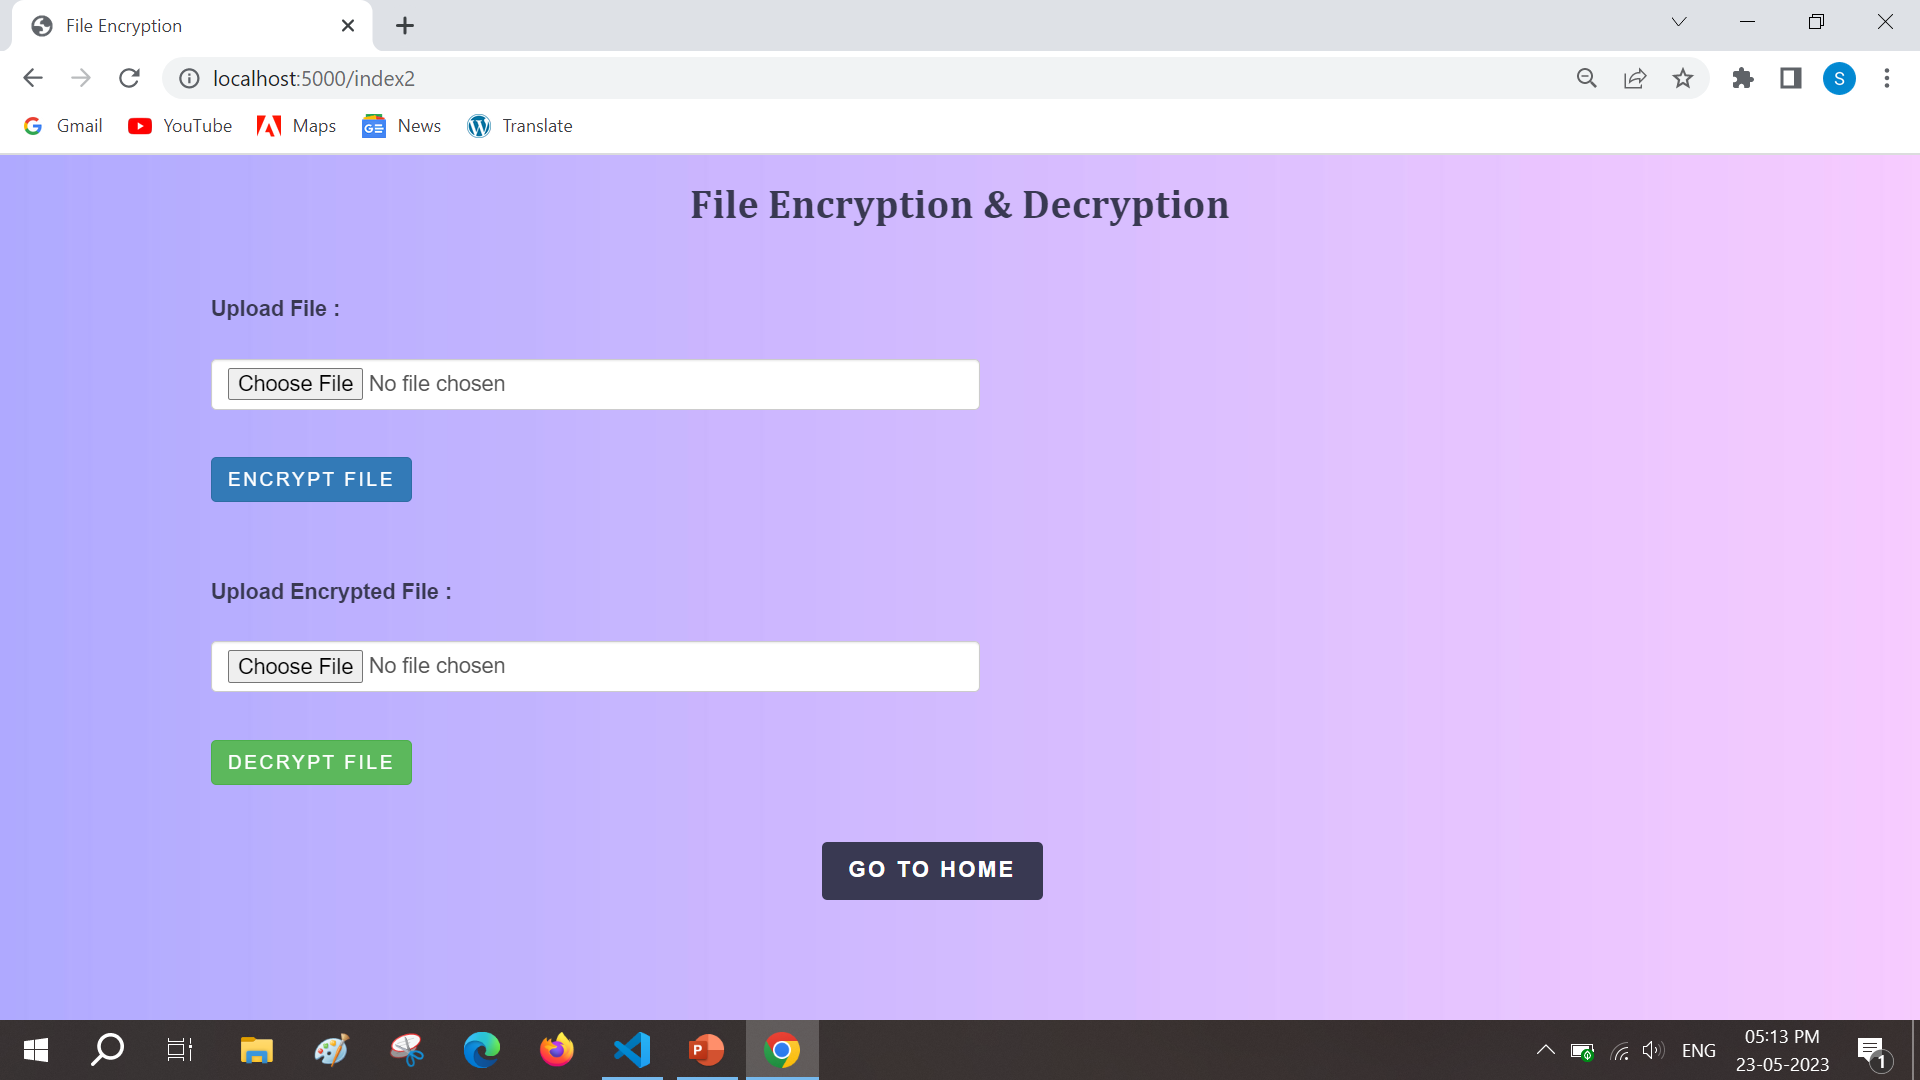 File Encryption
localhost:5000/index2
S
Gmail YouTube Maps News Translate
File Encryption & Decryption
Upload File :
Choose File No file chosen
ENCRYPT FILE
Upload Encrypted File :
Choose File No file chosen
DECRYPT FILE
GO TO HOME
ENG
05:13 PM
23-05-2023
1